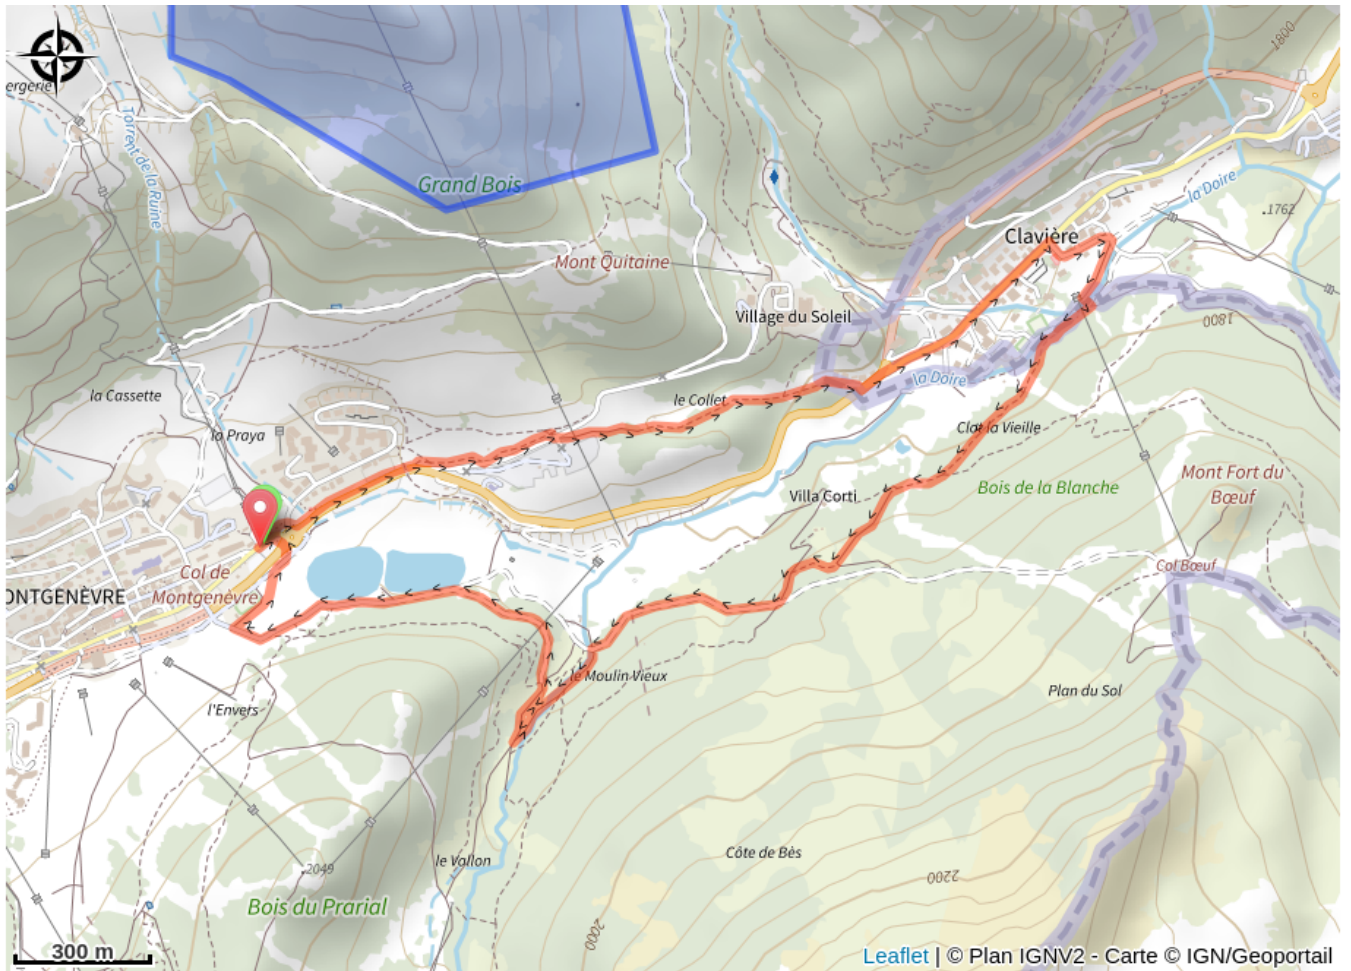 1800
ergerie
Torrent de la Ruine
Grand Bois
la Doire
.1762
Clavière
Mont Quitaine
Village du Soleil
1800
la Doire
la Cassette
le Collet
la Praya
Clot la Vieille
Mont Fort du
Bœuf
Bois de la Blanche
Villa Corti
Col de
Montgenèvre
ONTGENÈVRE
Col Bœuf
le Moulin Vieux
Plan du Sol
l'Envers
Côte de Bès
le Vallon
.2049
2200
Bois du Prarial
2000
300 m
Leaflet | © Plan IGNV2 - Carte © IGN/Geoportail